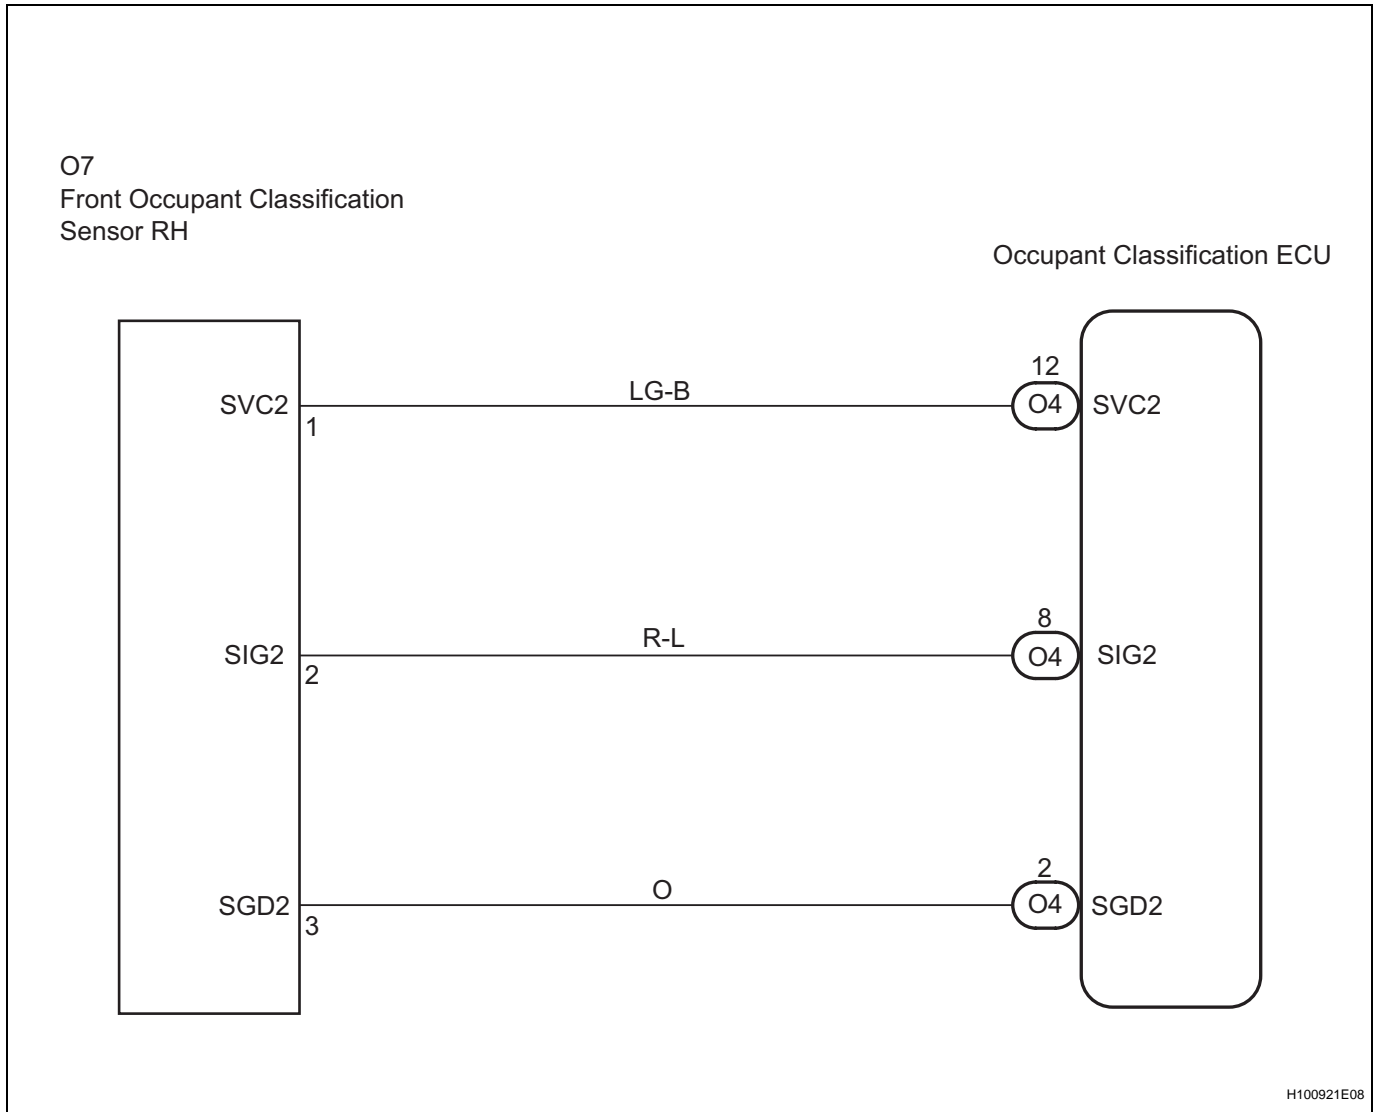 O7
Front Occupant Classification
Sensor RH
Occupant Classification ECU
SVC2
1
LG-B
12
O4
SVC2
SIG2
2
R-L
8
O4
SIG2
SGD2
3
O
2
O4
SGD2
H100921E08